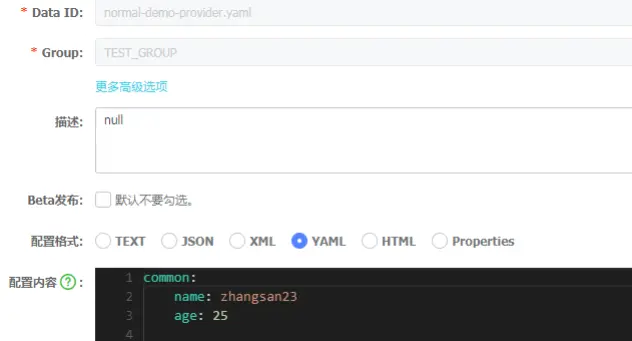 * Data ID: normal-demo-provider.yaml
* Group: TEST_GROUP
更多高级选项
描述: null
Beta发布: 默认不要勾选。
配置格式: TEXT JSON XML YAML HTML Properties
配置内容 ? : 1 common:
2 name: zhangsan23
3 age: 25
4